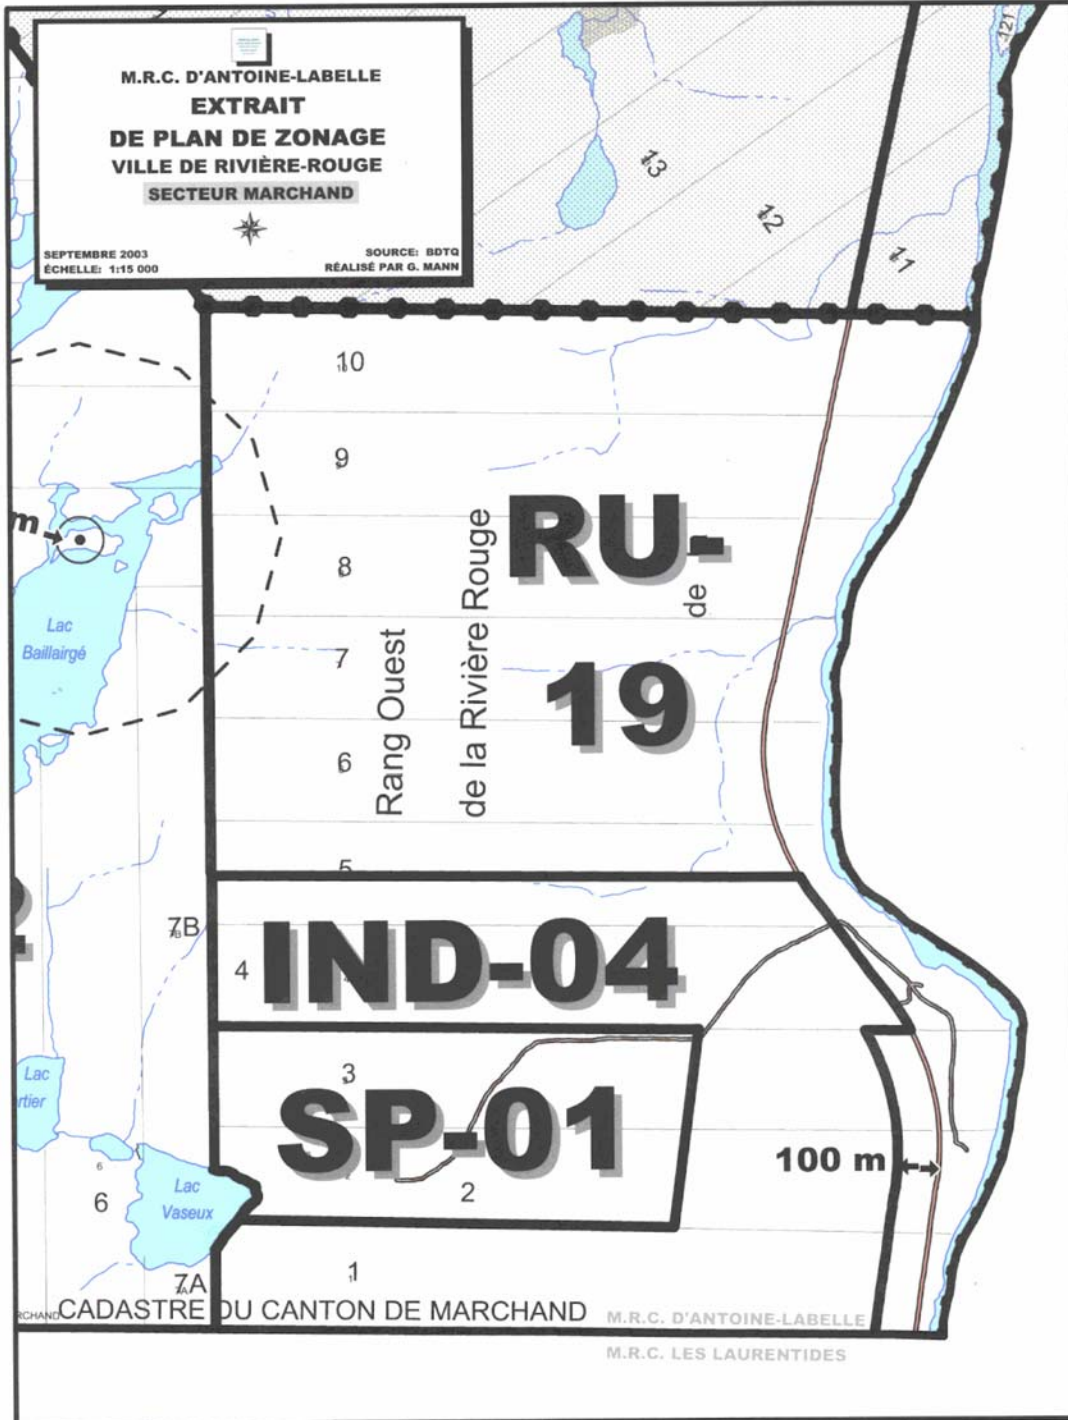 M.R.C. D'ANTOINE-LABELLE
EXTRAIT
DE PLAN DE ZONAGE
VILLE DE RIVIÈRE-ROUGE
SECTEUR MARCHAND
SEPTEMBRE 2003
ÉCHELLE: 1:15 000
SOURCE: BDTQ
RÉALISÉ PAR G. MANN
121
13
12
11
10
9
8
7
6
5
RU-
19
Rang Ouest
de la Rivière Rouge
de
m
Lac
Baillairgé
7B
4
IND-04
3
SP-01
2
100 m
Lac
rtier
6
6
Lac
Vaseux
7A
1
RCHAND
CADASTRE DU CANTON DE MARCHAND
M.R.C. D'ANTOINE-LABELLE
M.R.C. LES LAURENTIDES